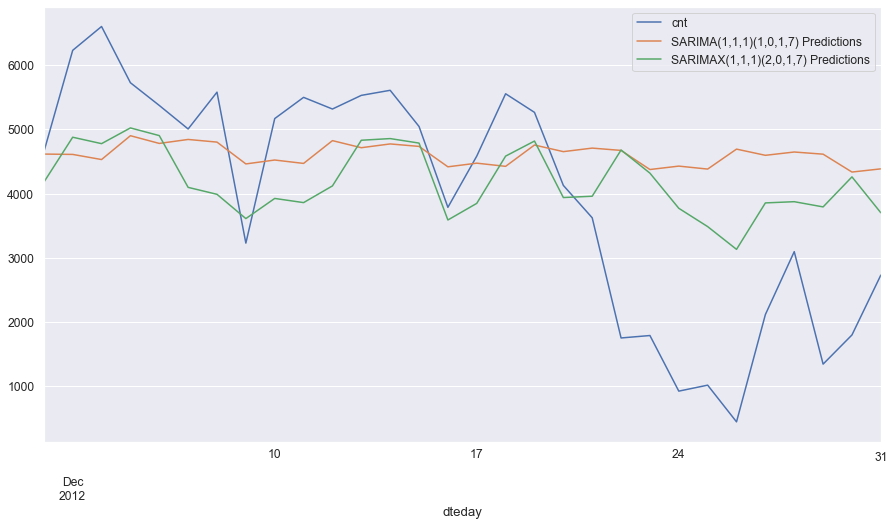 cnt
SARIMA(1,1,1)(1,0,1,7) Predictions
SARIMAX(1,1,1)(2,0,1,7) Predictions
6000
5000
4000
3000
2000
1000
10
17
24
31
Dec
2012
dteday